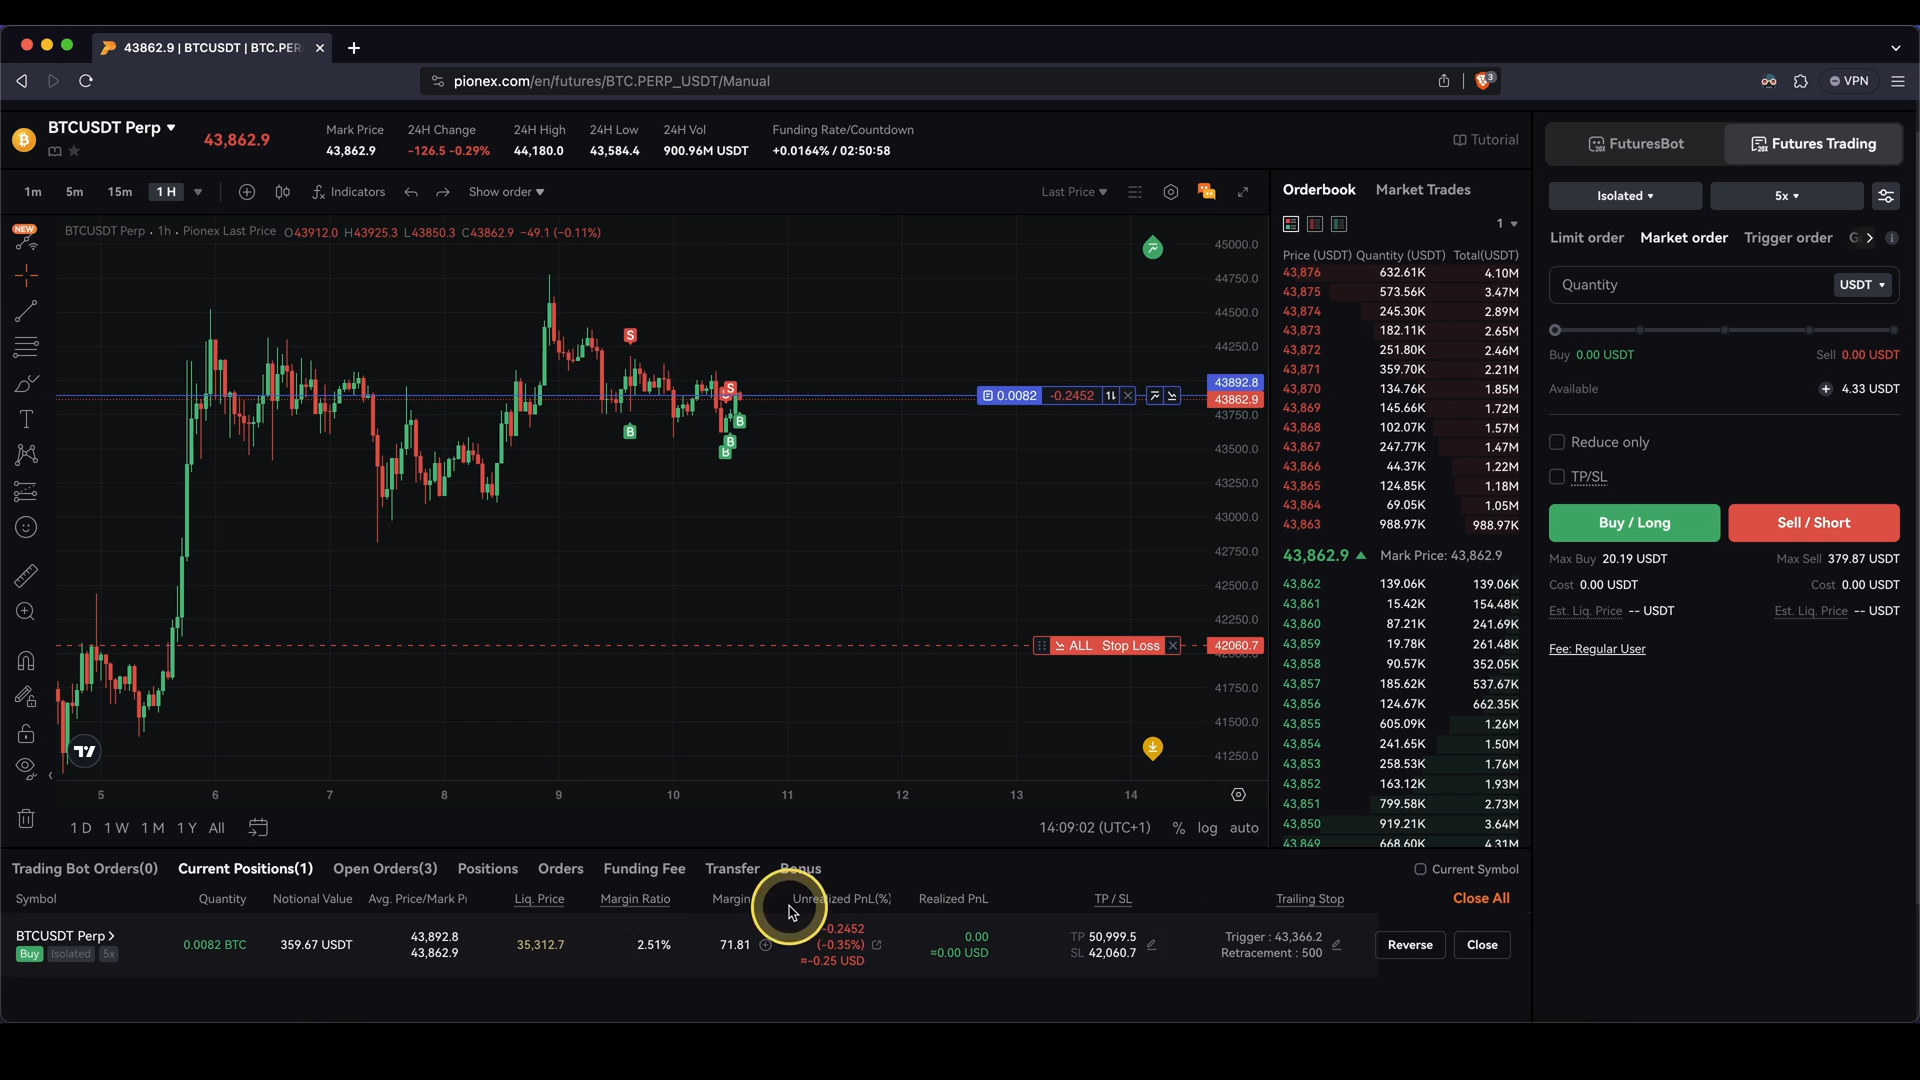 43862.9 | BTCUSDT | BTC.PER
pionex.com/en/futures/BTC.PERP_USDT/Manual
3
VPN
BTCUSDT Perp
43,862.9
Mark Price
43,862.9
24H Change
-126.5 -0.29%
24H High
44,180.0
24H Low
43,584.4
24H Vol
900.96M USDT
Funding Rate/Countdown
+0.0164% / 02:50:58
Tutorial
FuturesBot
Futures Trading
1m 5m 15m 1 H
Indicators
Show order
Last Price
BTCUSDT Perp · 1h · Pionex Last Price O43912.0 H43925.3 L43850.3 C43862.9 −49.1 (−0.11%)
NEW
45000.0
44750.0
44500.0
44250.0
43892.8
43862.9
43750.0
43500.0
43250.0
43000.0
42750.0
42500.0
42250.0
42060.7
41750.0
41500.0
41250.0
0.0082 -0.2452
ALL Stop Loss
S
B
S
B
B
B
5 6 7 8 9 10 11 12 13 14
1 D 1 W 1 M 1 Y All
14:09:02 (UTC+1) % log auto
Orderbook Market Trades
1
Price (USDT) Quantity (USDT) Total(USDT)
43,876 632.61K 4.10M
43,875 573.56K 3.47M
43,874 245.30K 2.89M
43,873 182.11K 2.65M
43,872 251.80K 2.46M
43,871 359.70K 2.21M
43,870 134.76K 1.85M
43,869 145.66K 1.72M
43,868 102.07K 1.57M
43,867 247.77K 1.47M
43,866 44.37K 1.22M
43,865 124.85K 1.18M
43,864 69.05K 1.05M
43,863 988.97K 988.97K
43,862.9 Mark Price: 43,862.9
43,862 139.06K 139.06K
43,861 15.42K 154.48K
43,860 87.21K 241.69K
43,859 19.78K 261.48K
43,858 90.57K 352.05K
43,857 185.62K 537.67K
43,856 124.67K 662.35K
43,855 605.09K 1.26M
43,854 241.65K 1.50M
43,853 258.53K 1.76M
43,852 163.12K 1.93M
43,851 799.58K 2.73M
43,850 919.21K 3.64M
43,849 668.60K 4.31M
Isolated
5x
Limit order Market order Trigger order
Quantity USDT
Buy 0.00 USDT Sell 0.00 USDT
Available 4.33 USDT
Reduce only
TP/SL
Buy / Long
Sell / Short
Max Buy 20.19 USDT Max Sell 379.87 USDT
Cost 0.00 USDT Cost 0.00 USDT
Est. Liq. Price -- USDT Est. Liq. Price -- USDT
Fee: Regular User
Trading Bot Orders(0) Current Positions(1) Open Orders(3) Positions Orders Funding Fee Transfer Bonus
Current Symbol
Symbol Quantity Notional Value Avg. Price/Mark Pr Liq. Price Margin Ratio Margin Unrealized PnL(%) Realized PnL TP / SL Trailing Stop
Close All
BTCUSDT Perp
Buy Isolated 5x
0.0082 BTC
359.67 USDT
43,892.8
43,862.9
35,312.7
2.51%
71.81
-0.2452
(-0.35%)
≈-0.25 USD
0.00
≈0.00 USD
TP 50,999.5
SL 42,060.7
Trigger : 43,366.2
Retracement : 500
Reverse
Close